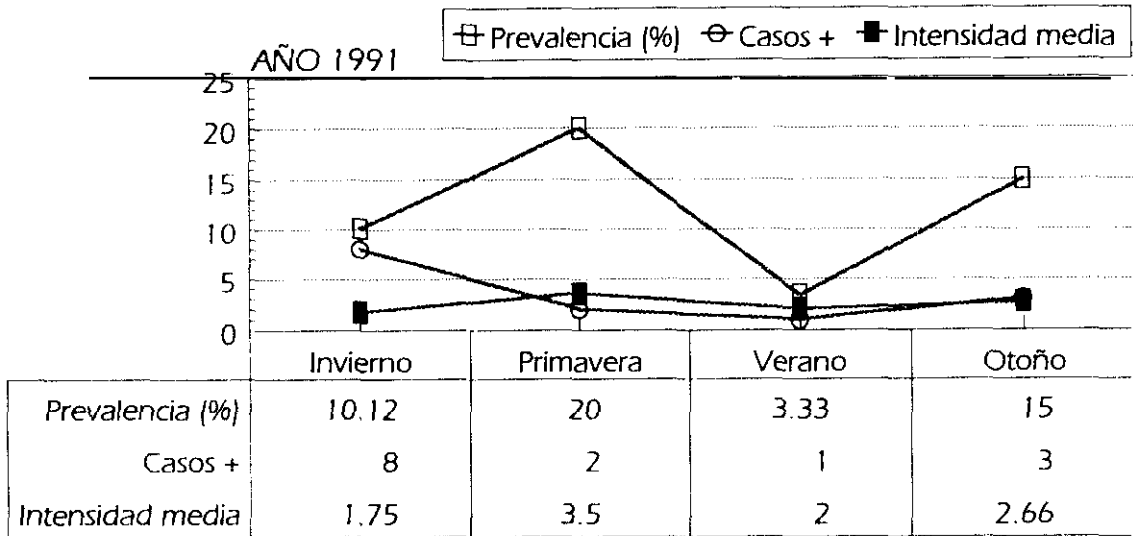 Prevalencia (%) Casos + Intensidad media
AÑO 1991
25
20
15
10
5
0
Invierno Primavera Verano Otoño
Prevalencia (%) 10.12 20 3.33 15
Casos + 8 2 1 3
Intensidad media 1.75 3.5 2 2.66